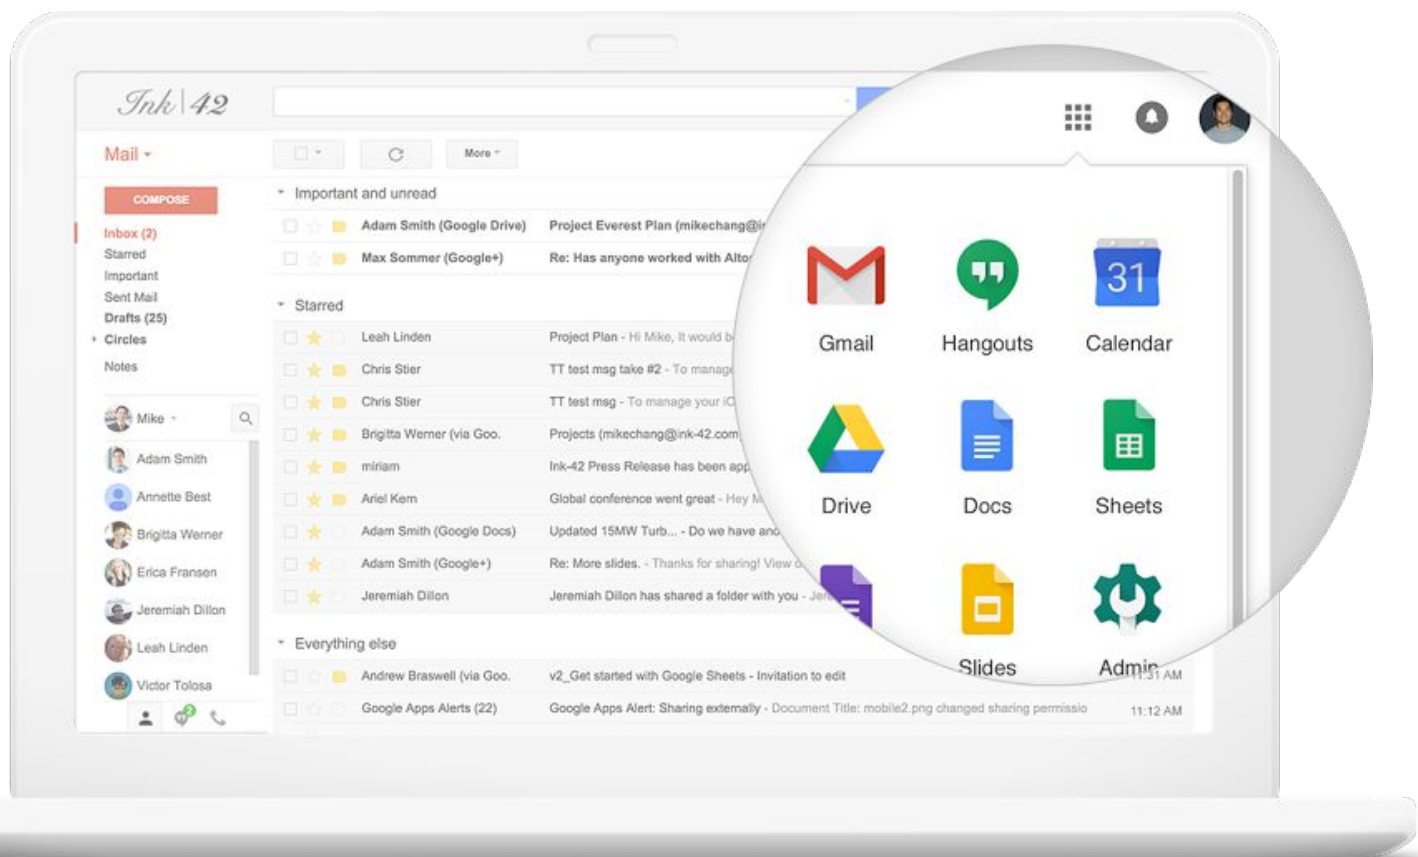 Ink|42
Mail
More
COMPOSE
Inbox (2)
Starred
Important
Sent Mail
Drafts (25)
Circles
Notes
Mike
Adam Smith
Annette Best
Brigitta Werner
Erica Fransen
Jeremiah Dillon
Leah Linden
Victor Tolosa
2
Important and unread
Adam Smith (Google Drive) Project Everest Plan (mikechang@in
Max Sommer (Google+) Re: Has anyone worked with Alto
Starred
Leah Linden Project Plan - Hi Mike, It would b
Chris Stier TT test msg take #2 - To manage
Chris Stier TT test msg - To manage your iO
Brigitta Werner (via Goo. Projects (mikechang@ink-42.com
miriam Ink-42 Press Release has been app
Ariel Kern Global conference went great - Hey M
Adam Smith (Google Docs) Updated 15MW Turb... - Do we have and
Adam Smith (Google+) Re: More slides. - Thanks for sharing! View
Jeremiah Dillon Jeremiah Dillon has shared a folder with you - Jer
Everything else
Andrew Braswell (via Goo. v2_Get started with Google Sheets - Invitation to edit 11:31 AM
Google Apps Alerts (22) Google Apps Alert: Sharing externally - Document Title: mobile2.png changed sharing permissio 11:12 AM
31
Gmail Hangouts Calendar
Drive Docs Sheets
Slides Admin